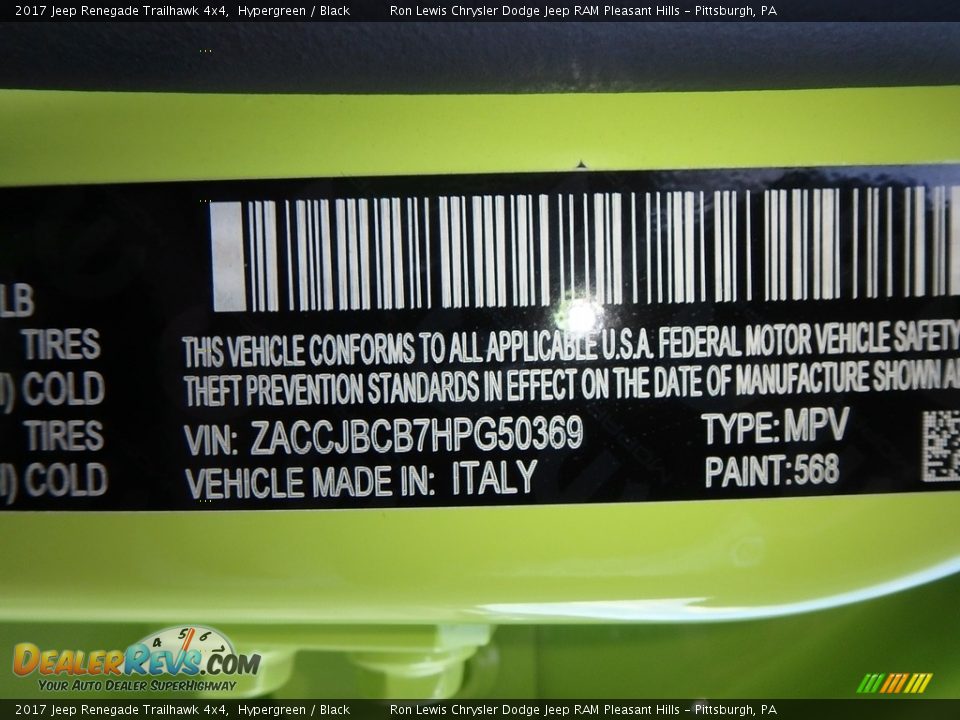 2017 Jeep Renegade Trailhawk 4x4, Hypergreen / Black Ron Lewis Chrysler Dodge Jeep RAM Pleasant Hills - Pittsburgh, PA
LB
TIRES
COLD
TIRES
COLD
THIS VEHICLE CONFORMS TO ALL APPLICABLE U.S.A. FEDERAL MOTOR VEHICLE SAFETY
THEFT PREVENTION STANDARDS IN EFFECT ON THE DATE OF MANUFACTURE SHOWN
VIN: ZACCJBCB7HPG50369 TYPE: MPV
VEHICLE MADE IN: ITALY PAINT: 568
4 5 6
DEALERREVS.COM
YOUR AUTO DEALER SUPERHIGHWAY
2017 Jeep Renegade Trailhawk 4x4, Hypergreen / Black Ron Lewis Chrysler Dodge Jeep RAM Pleasant Hills - Pittsburgh, PA